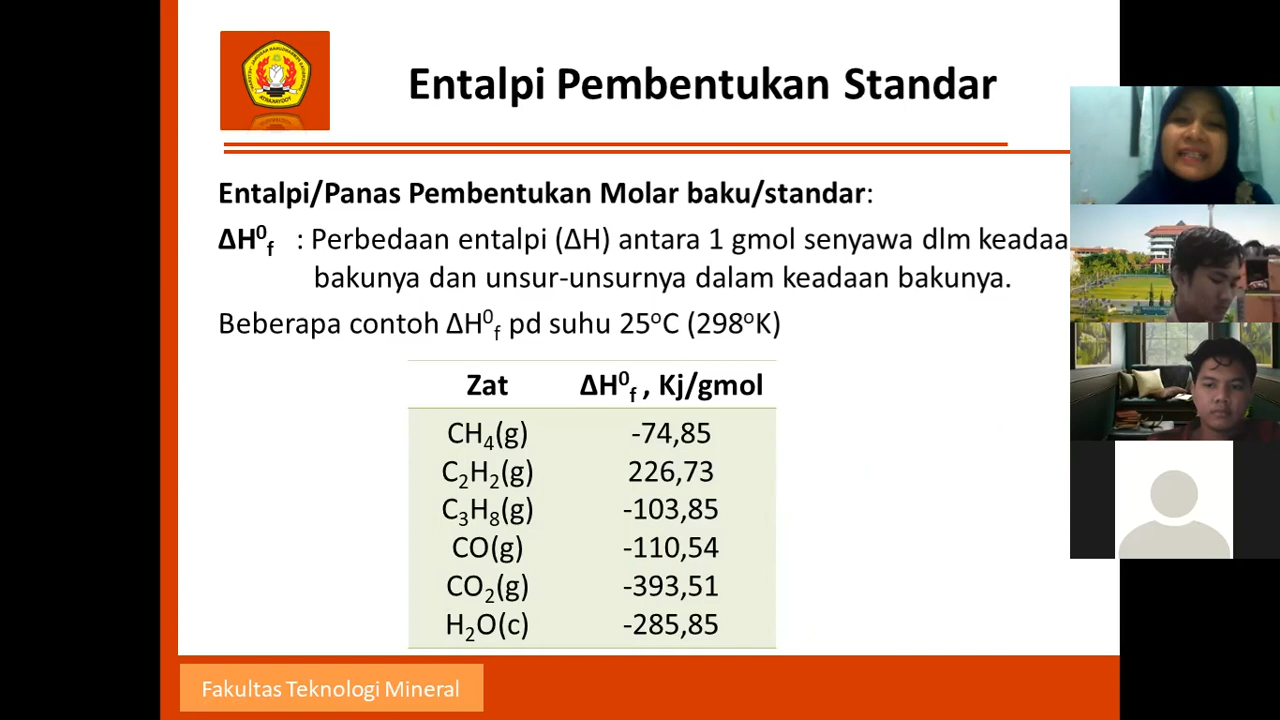 Entalpi Pembentukan Standar
Entalpi/Panas Pembentukan Molar baku/standar:
ΔH⁰f : Perbedaan entalpi (ΔH) antara 1 gmol senyawa dlm keadaa
bakunya dan unsur-unsurnya dalam keadaan bakunya.
Beberapa contoh ΔH⁰f pd suhu 25°C (298°K)
Zat ΔH⁰f , Kj/gmol
CH₄(g) -74,85
C₂H₂(g) 226,73
C₃H₈(g) -103,85
CO(g) -110,54
CO₂(g) -393,51
H₂O(c) -285,85
Fakultas Teknologi Mineral